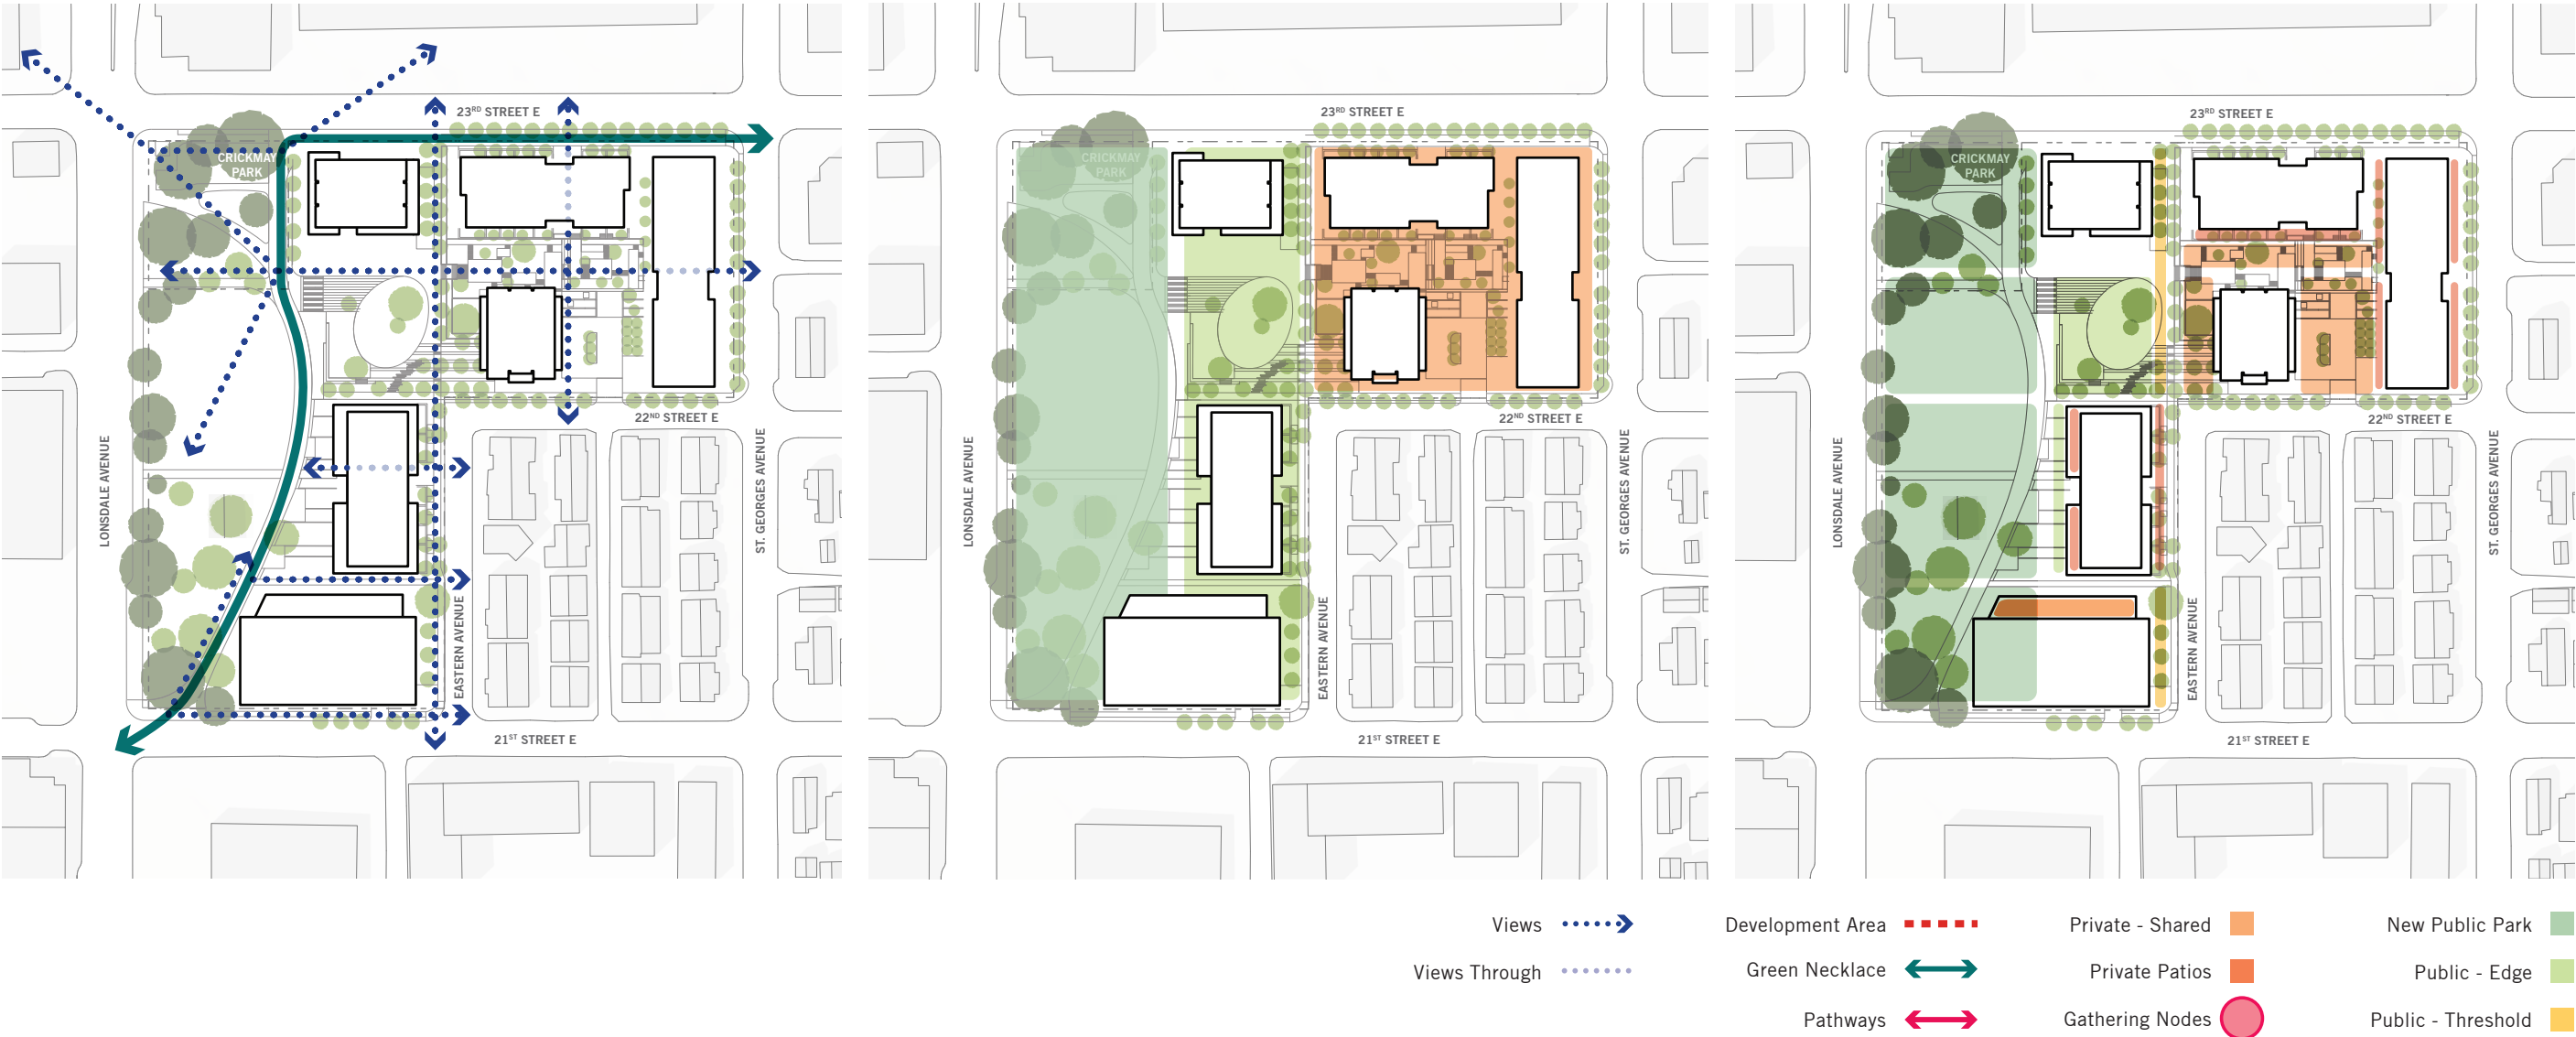 23RD STREET E
CRICKMAY
PARK
22ND STREET E
LONSDALE AVENUE
ST. GEORGES AVENUE
EASTERN AVENUE
21ST STREET E
23RD STREET E
CRICKMAY
PARK
22ND STREET E
LONSDALE AVENUE
ST. GEORGES AVENUE
EASTERN AVENUE
21ST STREET E
23RD STREET E
CRICKMAY
PARK
22ND STREET E
LONSDALE AVENUE
ST. GEORGES AVENUE
EASTERN AVENUE
21ST STREET E
Views
Views Through
Development Area
Green Necklace
Pathways
Private - Shared
Private Patios
Gathering Nodes
New Public Park
Public - Edge
Public - Threshold